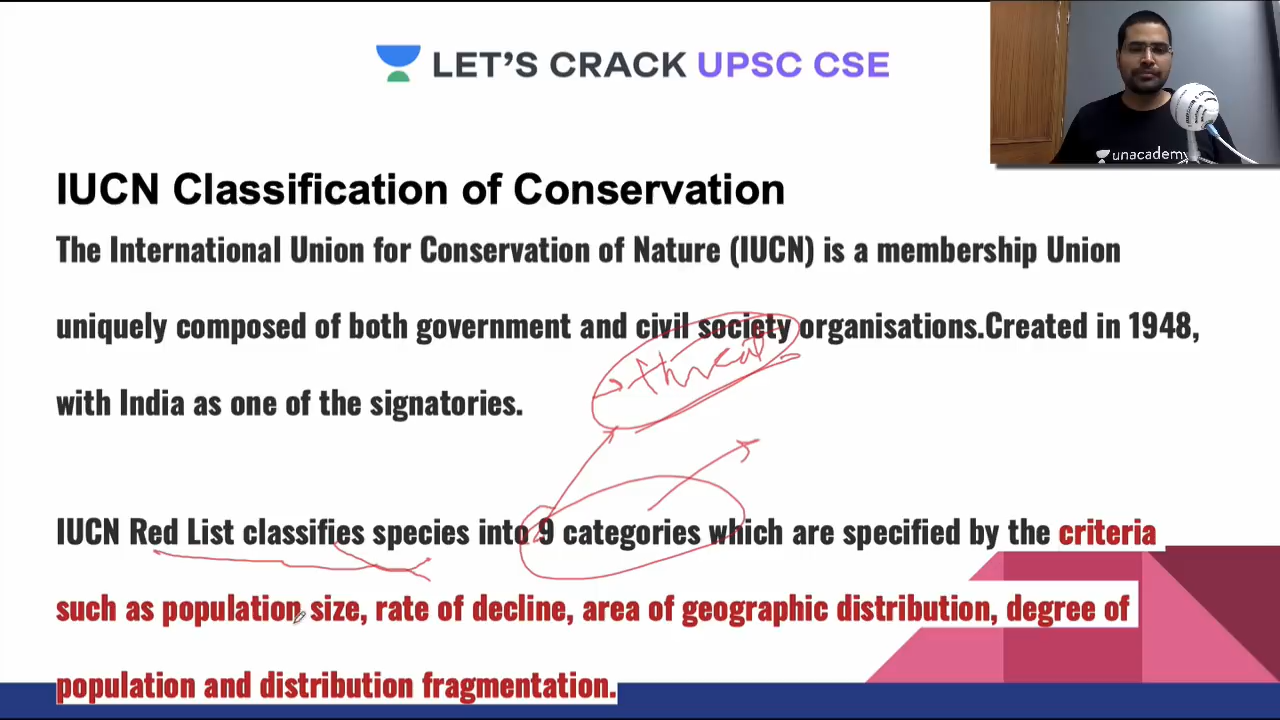 LET'S CRACK UPSC CSE
unacademy
IUCN Classification of Conservation
The International Union for Conservation of Nature (IUCN) is a membership Union
uniquely composed of both government and civil society organisations.Created in 1948,
threat
with India as one of the signatories.
IUCN Red List classifies species into 9 categories which are specified by the criteria
such as population size, rate of decline, area of geographic distribution, degree of
population and distribution fragmentation.